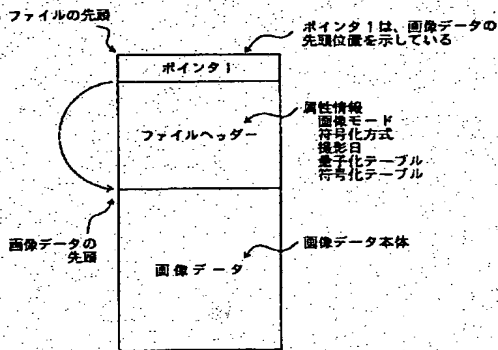 ファイルの先頭
ポインタ1は、画像データの
先頭位置を示している
ポインタ1
属性情報
画像モード
符号化方式
撮影日
量子化テーブル
符号化テーブル
ファイルヘッダー
画像データの
先頭
画像データ本体
画像データ